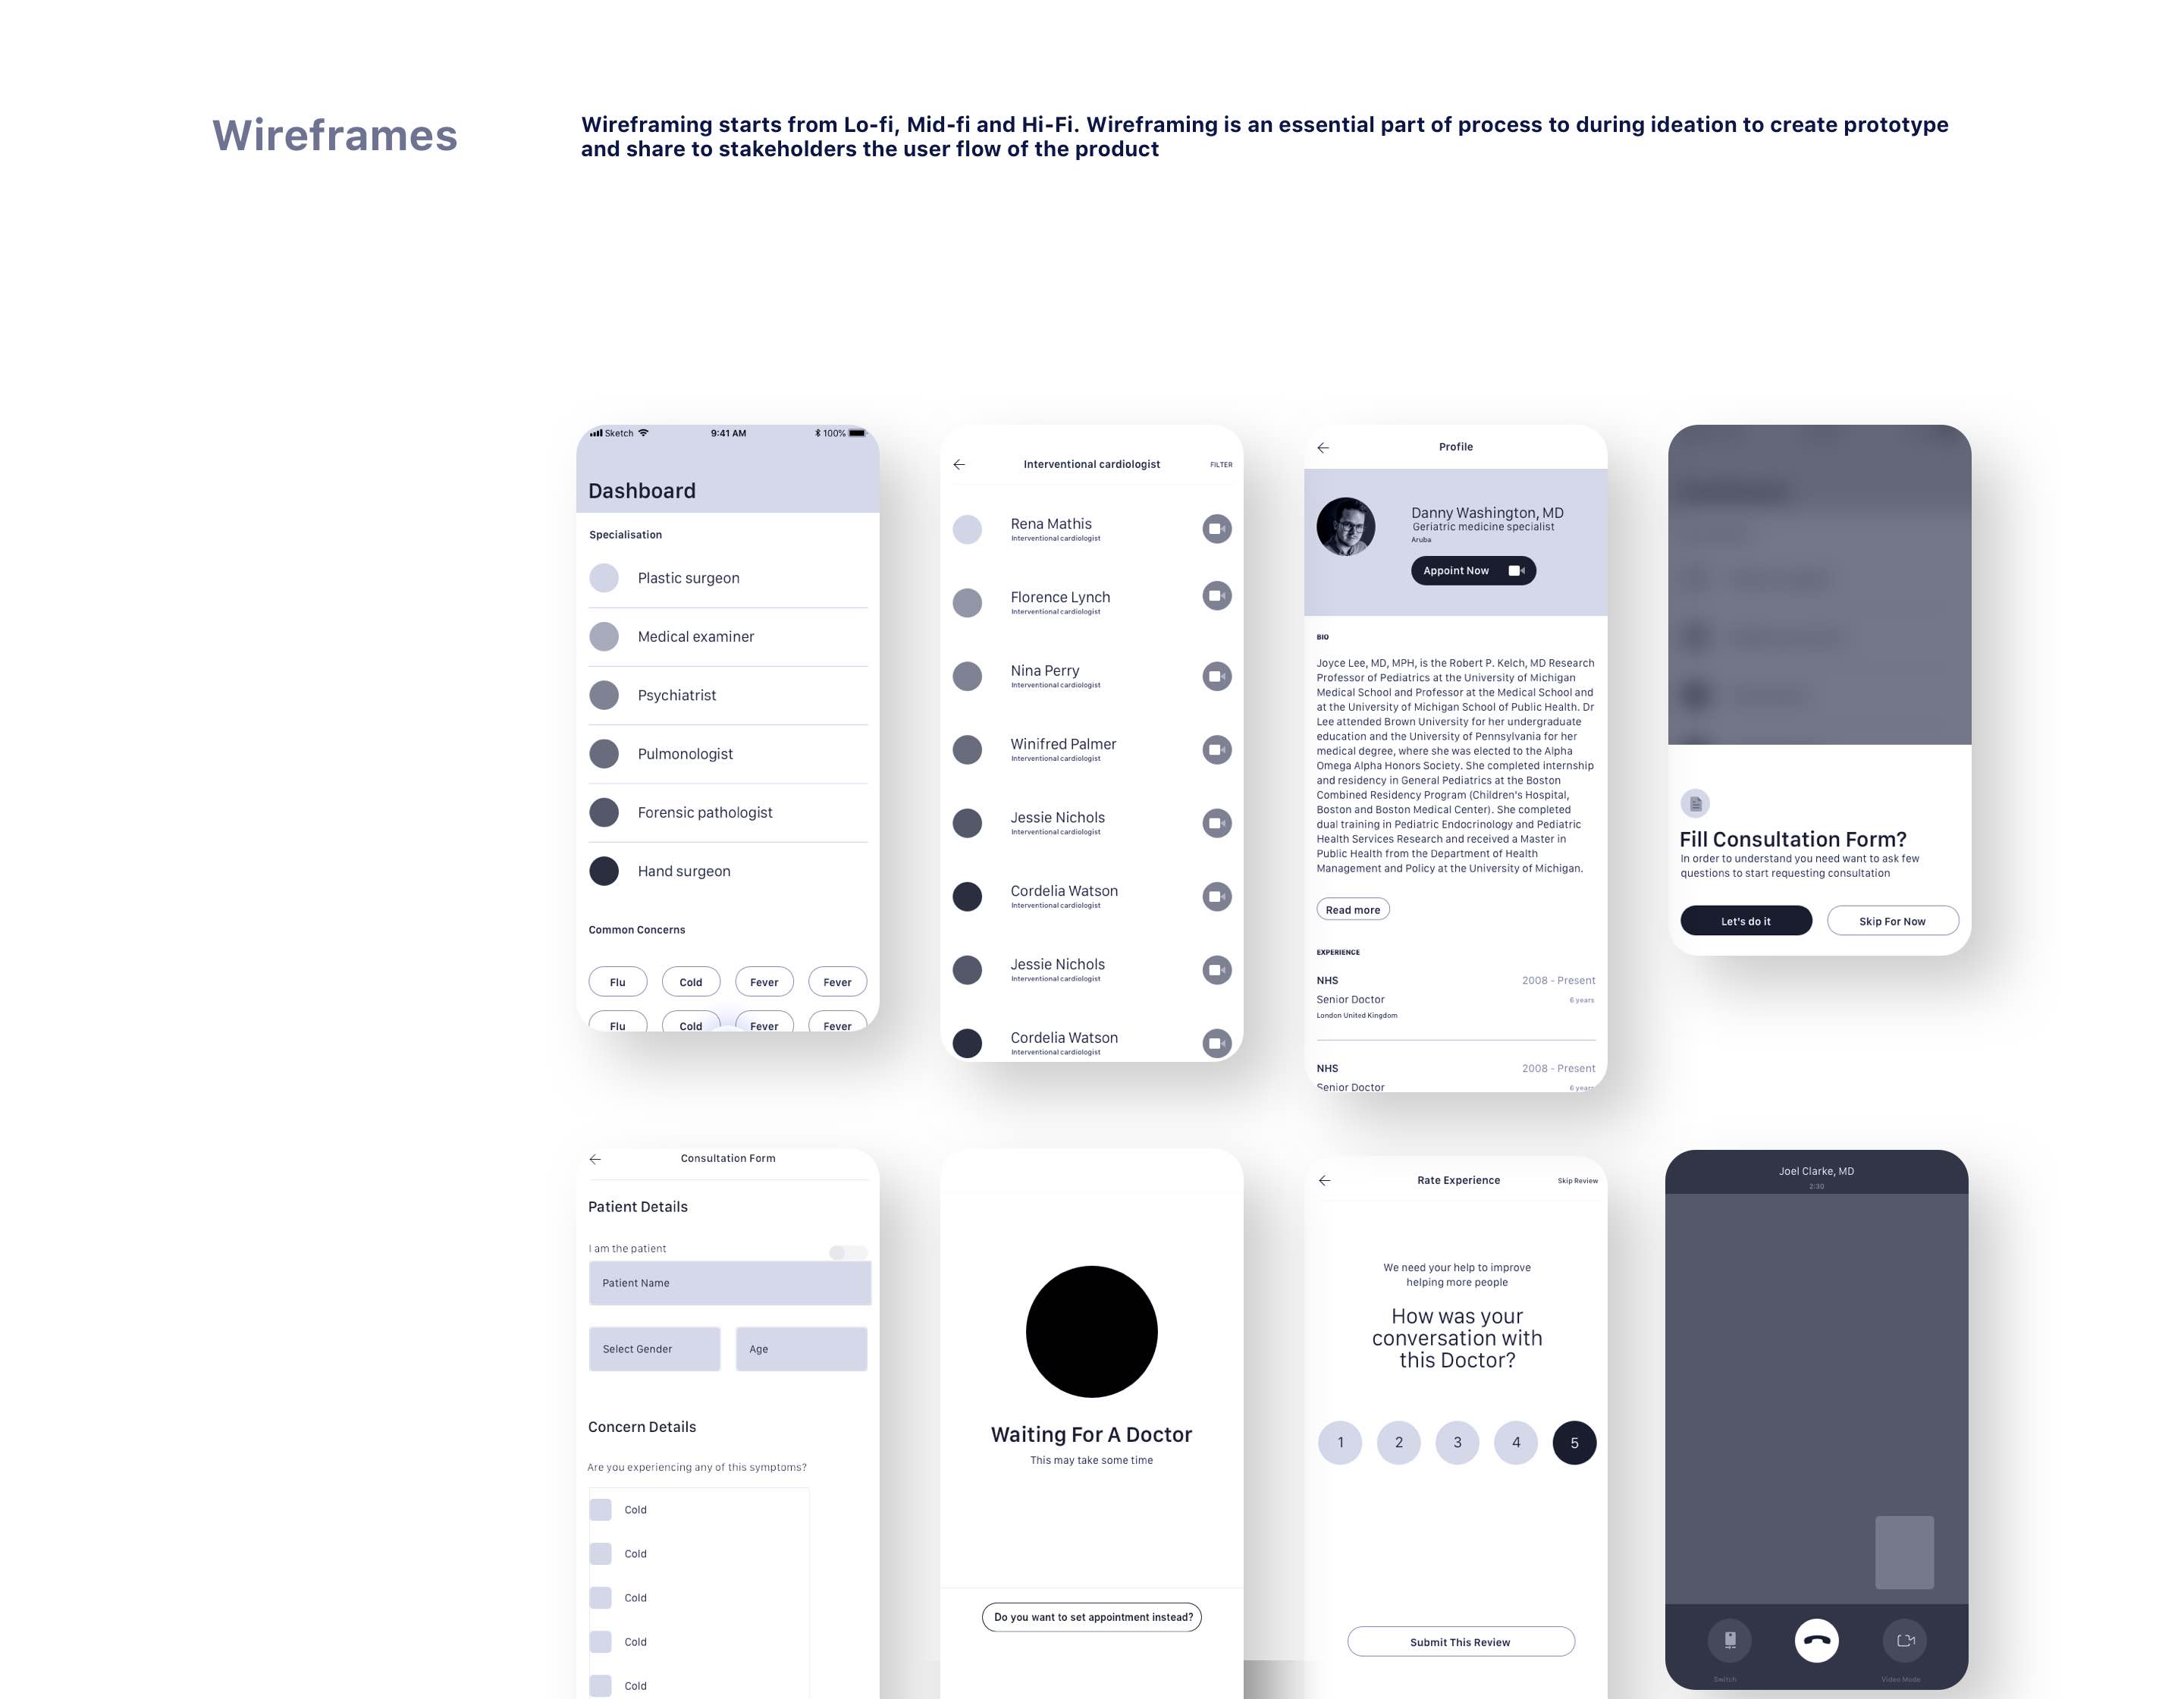 Wireframes
Wireframing starts from Lo-fi, Mid-fi and Hi-Fi. Wireframing is an essential part of process to during ideation to create prototype
and share to stakeholders the user flow of the product
Sketch 9:41 AM 100%
Dashboard
Specialisation
Plastic surgeon
Medical examiner
Psychiatrist
Pulmonologist
Forensic pathologist
Hand surgeon
Common Concerns
Flu Cold Fever Fever
Flu Cold Fever Fever
Interventional cardiologist FILTER
Rena Mathis
Interventional cardiologist
Florence Lynch
Interventional cardiologist
Nina Perry
Interventional cardiologist
Winifred Palmer
Interventional cardiologist
Jessie Nichols
Interventional cardiologist
Cordelia Watson
Interventional cardiologist
Jessie Nichols
Interventional cardiologist
Cordelia Watson
Interventional cardiologist
Profile
Danny Washington, MD
Geriatric medicine specialist
Aruba
Appoint Now
BIO
Joyce Lee, MD, MPH, is the Robert P. Kelch, MD Research
Professor of Pediatrics at the University of Michigan
Medical School and Professor at the Medical School and
at the University of Michigan School of Public Health. Dr
Lee attended Brown University for her undergraduate
education and the University of Pennsylvania for her
medical degree, where she was elected to the Alpha
Omega Alpha Honors Society. She completed internship
and residency in General Pediatrics at the Boston
Combined Residency Program (Children's Hospital,
Boston and Boston Medical Center). She completed
dual training in Pediatric Endocrinology and Pediatric
Health Services Research and received a Master in
Public Health from the Department of Health
Management and Policy at the University of Michigan.
Read more
EXPERIENCE
NHS 2008 - Present
Senior Doctor 6 years
London United Kingdom
NHS 2008 - Present
Senior Doctor 6 years
Fill Consultation Form?
In order to understand you need want to ask few
questions to start requesting consultation
Let's do it Skip For Now
Consultation Form
Patient Details
I am the patient
Patient Name
Select Gender Age
Concern Details
Are you experiencing any of this symptoms?
Cold
Cold
Cold
Cold
Cold
Waiting For A Doctor
This may take some time
Do you want to set appointment instead?
Rate Experience Skip Review
We need your help to improve
helping more people
How was your
conversation with
this Doctor?
1 2 3 4 5
Submit This Review
Joel Clarke, MD
2:30
Switch Video Mode